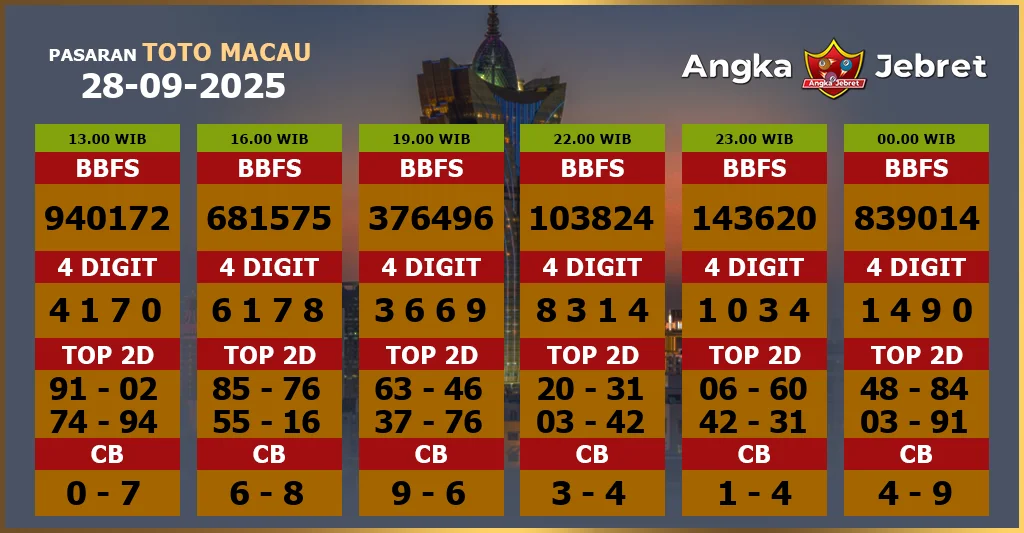 PASARAN TOTO MACAU
28-09-2025
Angka Jebret
Angka Jebret
13.00 WIB
BBFS
940172
4 DIGIT
4 1 7 0
TOP 2D
91 - 02
74 - 94
CB
0 - 7
16.00 WIB
BBFS
681575
4 DIGIT
6 1 7 8
TOP 2D
85 - 76
55 - 16
CB
6 - 8
19.00 WIB
BBFS
376496
4 DIGIT
3 6 6 9
TOP 2D
63 - 46
37 - 76
CB
9 - 6
22.00 WIB
BBFS
103824
4 DIGIT
8 3 1 4
TOP 2D
20 - 31
03 - 42
CB
3 - 4
23.00 WIB
BBFS
143620
4 DIGIT
1 0 3 4
TOP 2D
06 - 60
42 - 31
CB
1 - 4
00.00 WIB
BBFS
839014
4 DIGIT
1 4 9 0
TOP 2D
48 - 84
03 - 91
CB
4 - 9